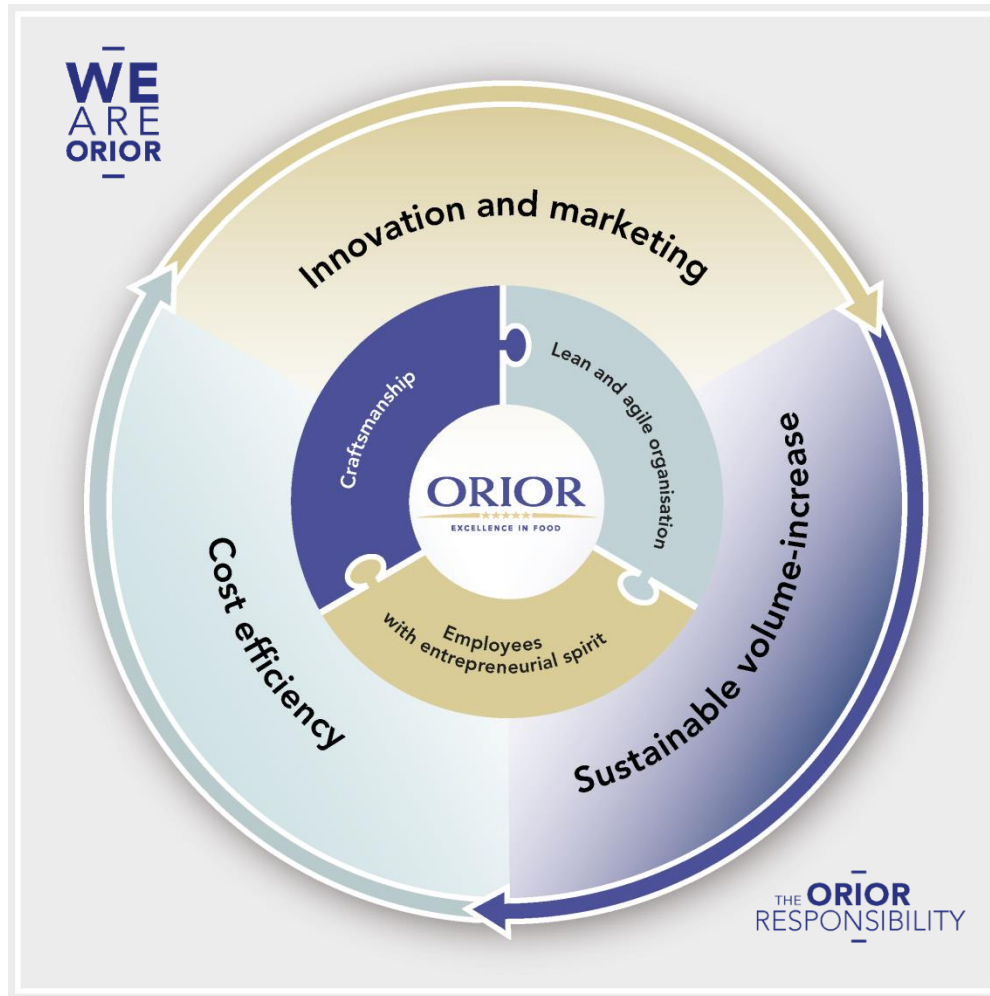 WE
ARE
ORIOR
Innovation and marketing
Craftsmanship
Lean and agile organisation
ORIOR
EXCELLENCE IN FOOD
Employees
with entrepreneurial spirit
Cost efficiency
Sustainable volume-increase
THE ORIOR
RESPONSIBILITY